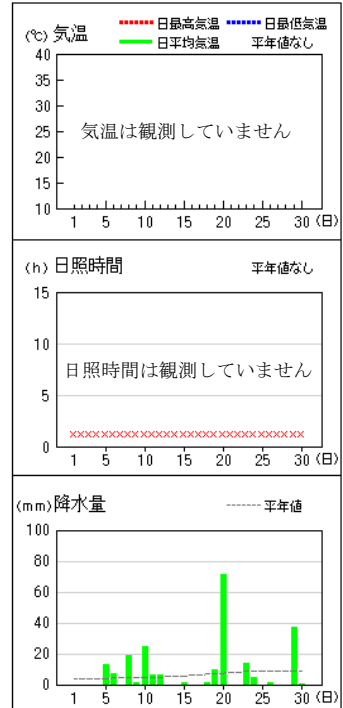 (℃) 気温 日最高気温 日最低気温
日平均気温 平年値なし
40
35
30
25
気温は観測していません
20
15
10
1 5 10 15 20 25 30 (日)
(h) 日照時間 平年値なし
15
10
日照時間は観測していません
5
0
1 5 10 15 20 25 30 (日)
(mm) 降水量 平年値
100
80
60
40
20
0
1 5 10 15 20 25 30 (日)